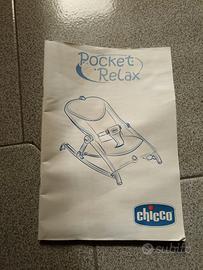 Pocket
Relax
chicco
subito